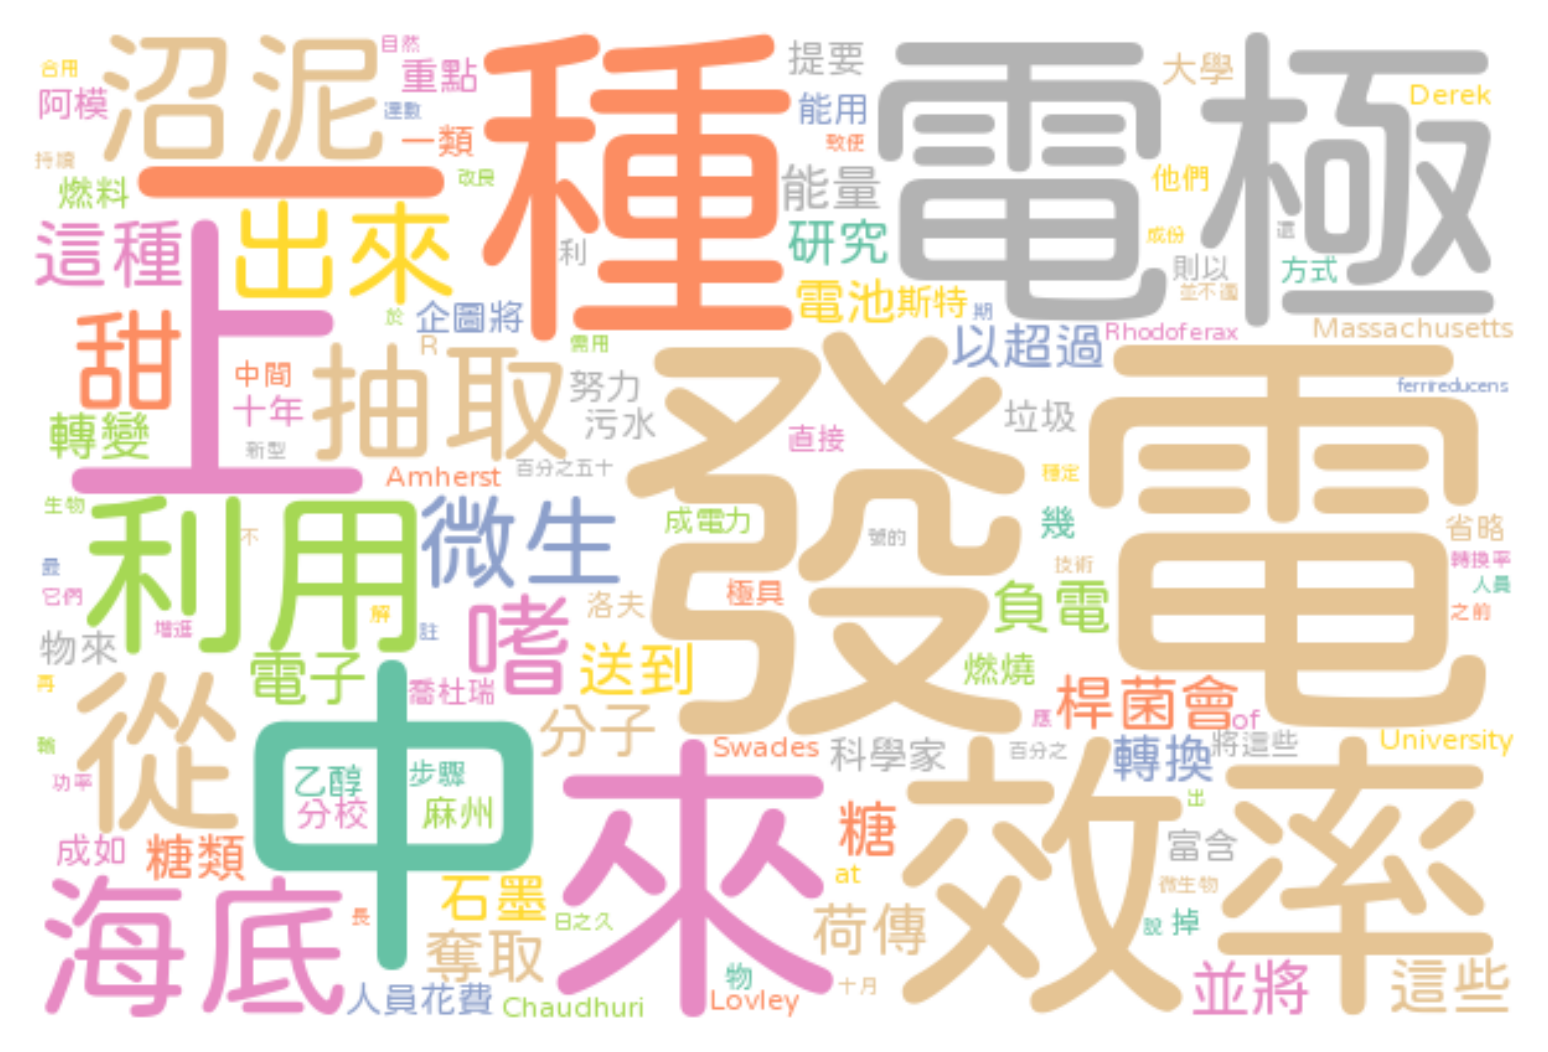 沼泥
自然
合用
重點
阿模
一種
電極
提要
大學
Derek
能用
一類
致使
持續
燃料
改良
能量
他們
這種
出來
利
研究
成份
這
則以
方式
並不適
電池
斯特
期
企圖將
於
以超過
Rhodoferax
Massachusetts
甜
上
R
需用
中間
抽取
努力
ferrireducens
十年
污水
垃圾
轉變
新型
直接
發電
Amherst
百分之五十
穩定
生物
利用
微生
成電力
幾
省略
不
號的
最
技術
轉換率
它們
極具
人員
嗜
洛夫
負電
之前
增進
解
註
物來
電子
送到
燃燒
再
喬杜瑞
桿菌會
從
中
分子
應
of
輸
Swades
科學家
百分之
轉換
將這些
University
功率
乙醇
步驟
來
效率
出
分校
麻州
糖
成如
糖類
富含
at
海底
石墨
微生物
長
日之久
荷傳
說
掉
奪取
物
十月
並將
這些
人員花費
Chaudhuri
Lovley